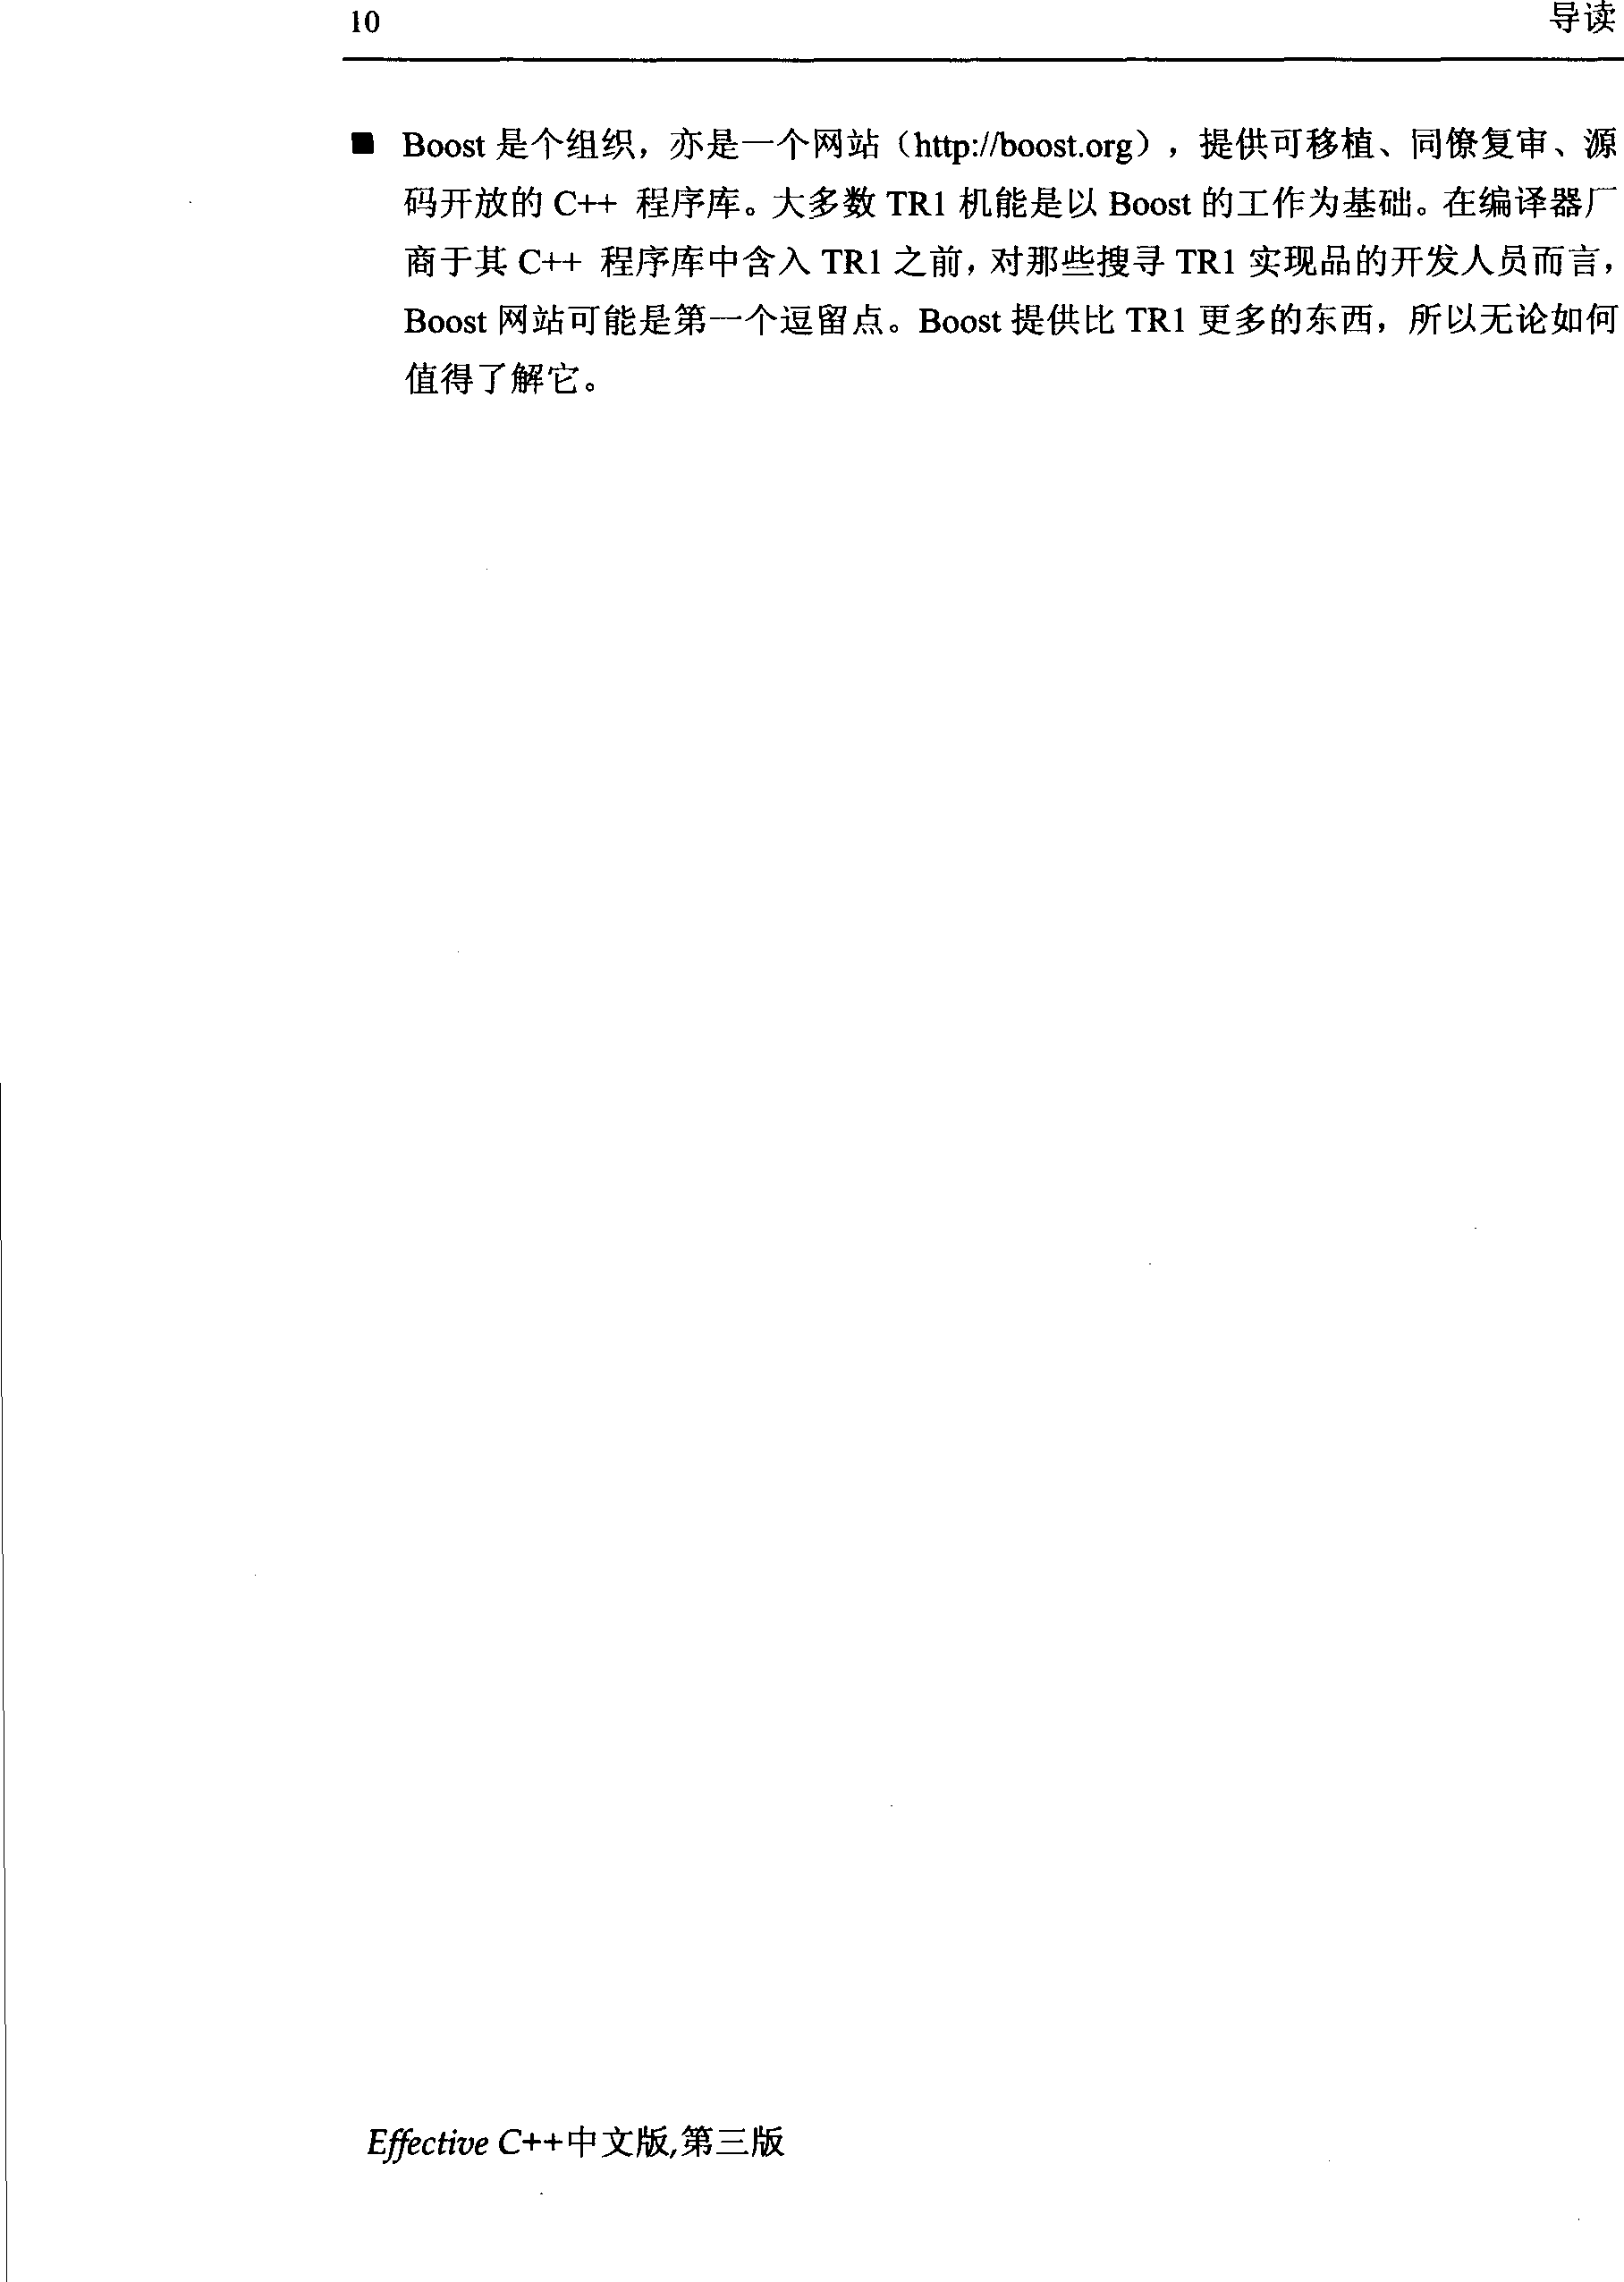 10 导读
■ Boost 是个组织，亦是一个网站（http://boost.org），提供可移植、同僚复审、源
码开放的 C++ 程序库。大多数 TR1 机能是以 Boost 的工作为基础。在编译器厂
商于其 C++ 程序库中含入 TR1 之前，对那些搜寻 TR1 实现品的开发人员而言，
Boost 网站可能是第一个逗留点。Boost 提供比 TR1 更多的东西，所以无论如何
值得了解它。
Effective C++中文版,第三版